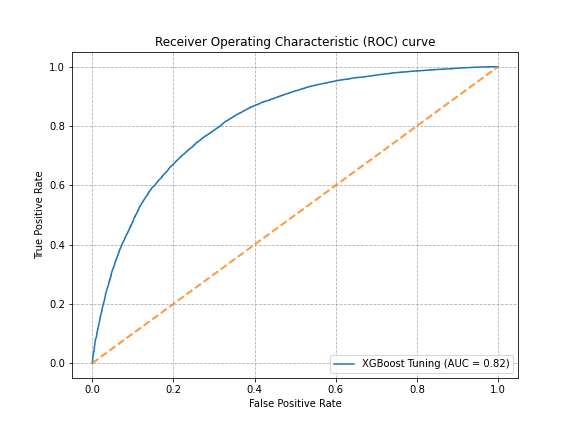 Receiver Operating Characteristic (ROC) curve
True Positive Rate
1.0
0.8
0.6
0.4
0.2
0.0
XGBoost Tuning (AUC = 0.82)
0.0 0.2 0.4 0.6 0.8 1.0
False Positive Rate